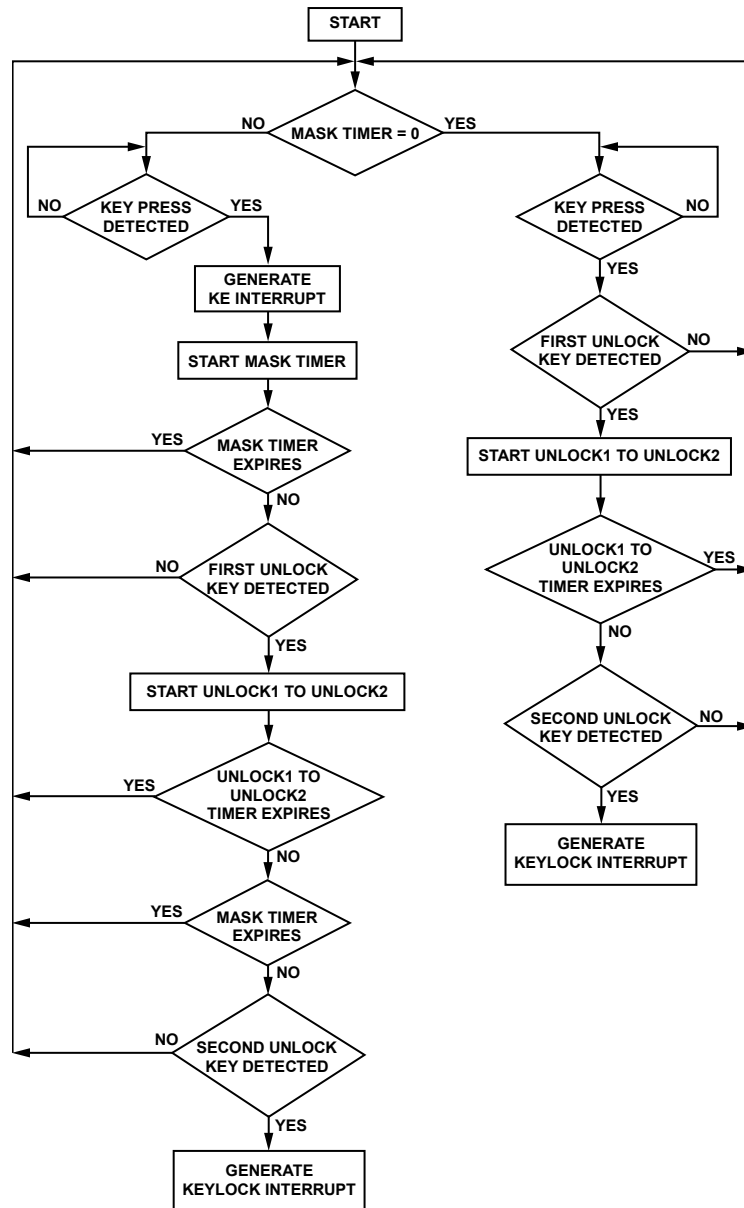 START
NO
MASK TIMER = 0
YES
NO
KEY PRESS
DETECTED
YES
GENERATE
KE INTERRUPT
START MASK TIMER
YES
MASK TIMER
EXPIRES
NO
NO
FIRST UNLOCK
KEY DETECTED
YES
START UNLOCK1 TO UNLOCK2
YES
UNLOCK1 TO
UNLOCK2
TIMER EXPIRES
NO
YES
MASK TIMER
EXPIRES
NO
NO
SECOND UNLOCK
KEY DETECTED
YES
GENERATE
KEYLOCK INTERRUPT
KEY PRESS
DETECTED
NO
YES
FIRST UNLOCK
KEY DETECTED
NO
YES
START UNLOCK1 TO UNLOCK2
UNLOCK1 TO
UNLOCK2
TIMER EXPIRES
YES
NO
SECOND UNLOCK
KEY DETECTED
NO
YES
GENERATE
KEYLOCK INTERRUPT